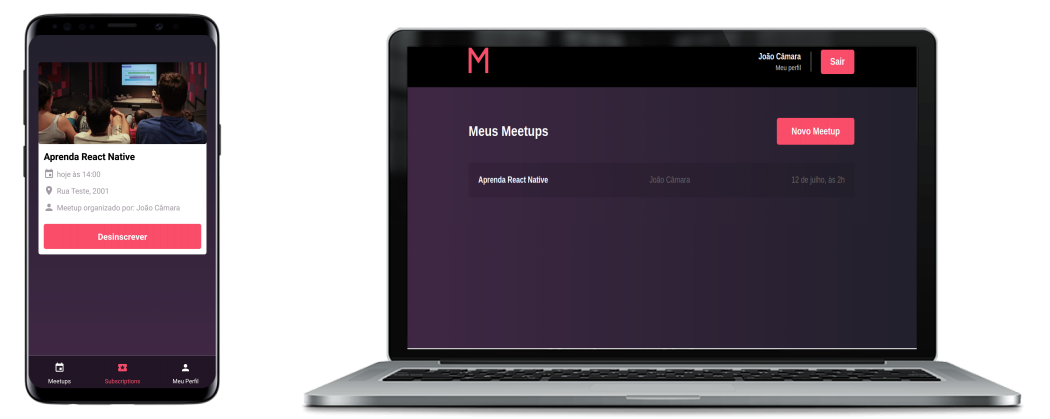 Aprenda React Native
hoje às 14:00
Rua Teste, 2001
Meetup organizado por: João Câmara
Desinscrever
Meetups
Subscriptions
Meu Perfil
M
João Câmara
Meu perfil
Sair
Meus Meetups
Novo Meetup
Aprenda React Native
João Câmara
12 de julho, às 2h